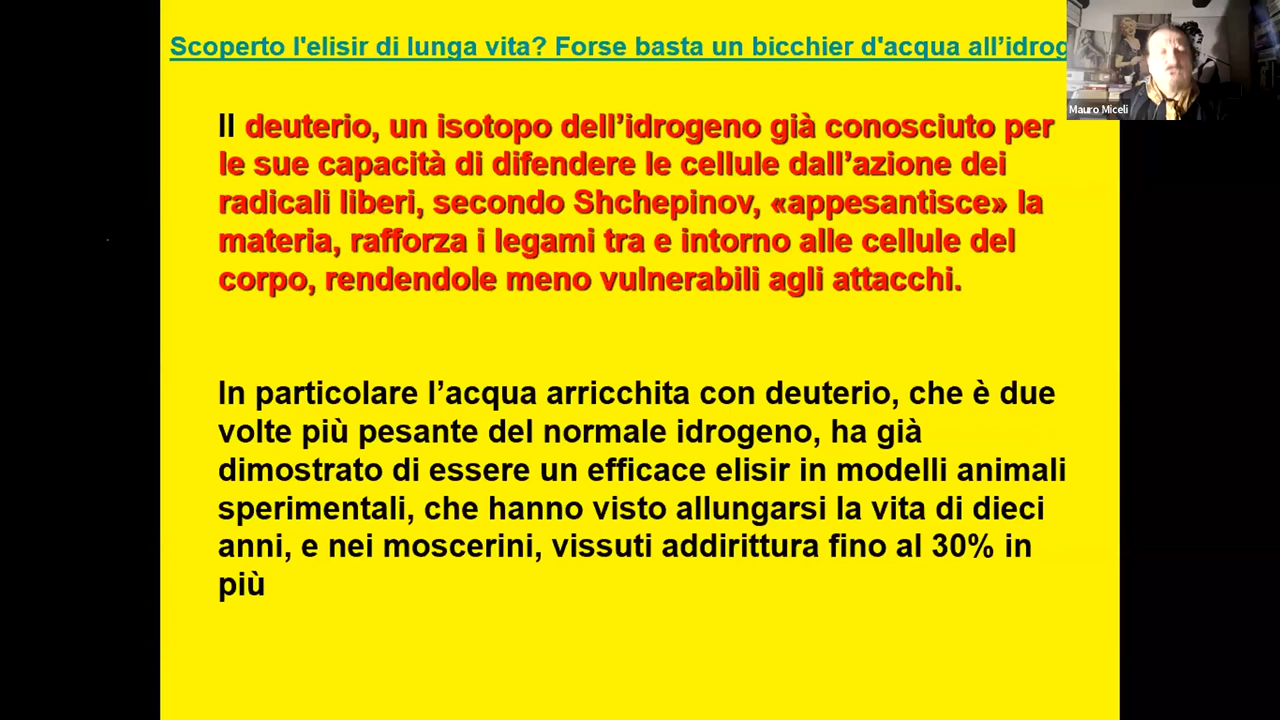 Scoperto l'elisir di lunga vita? Forse basta un bicchier d'acqua all’idrog
Mauro Miceli
Il deuterio, un isotopo dell’idrogeno già conosciuto per
le sue capacità di difendere le cellule dall’azione dei
radicali liberi, secondo Shchepinov, «appesantisce» la
materia, rafforza i legami tra e intorno alle cellule del
corpo, rendendole meno vulnerabili agli attacchi.
In particolare l’acqua arricchita con deuterio, che è due
volte più pesante del normale idrogeno, ha già
dimostrato di essere un efficace elisir in modelli animali
sperimentali, che hanno visto allungarsi la vita di dieci
anni, e nei moscerini, vissuti addirittura fino al 30% in
più